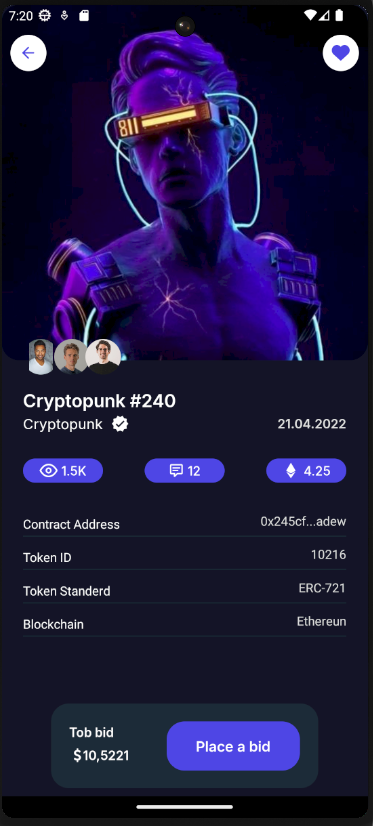 7:20
811
Cryptopunk #240
Cryptopunk 21.04.2022
1.5K 12 4.25
Contract Address 0x245cf...adew
Token ID 10216
Token Standerd ERC-721
Blockchain Ethereun
Tob bid
$10,5221
Place a bid